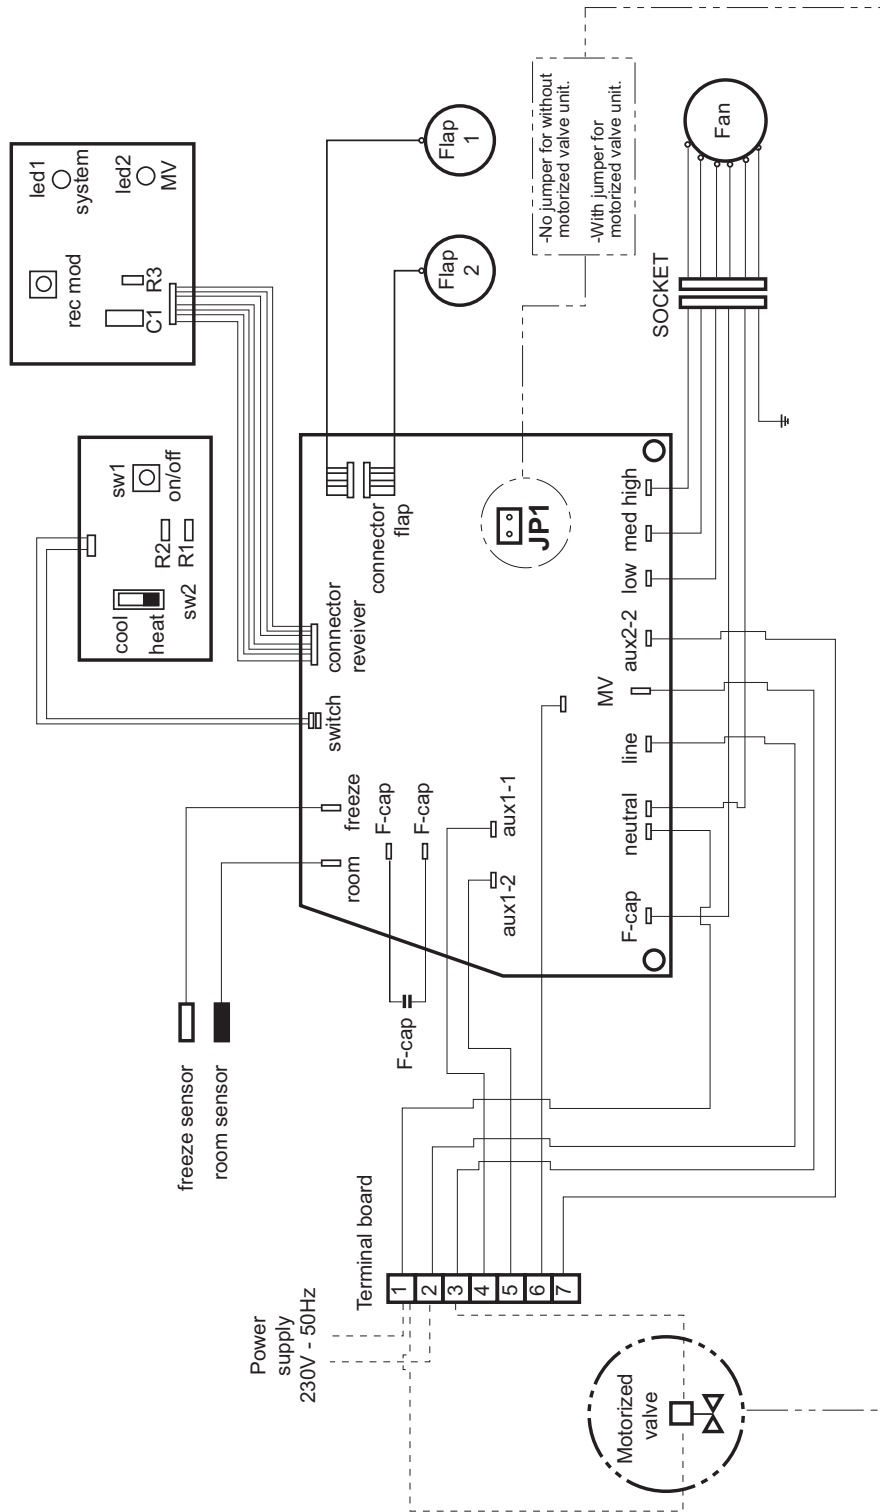 Power
supply
230V - 50Hz
Terminal board
1
2
3
4
5
6
7
Motorized
valve
freeze sensor
room sensor
F-cap
room
freeze
F-cap
F-cap
switch
connector
reveiver
connector
flap
aux1-2
aux1-1
JP1
F-cap
neutral
line
MV
aux2-2
low
med
high
cool
heat
sw2
R2
R1
sw1
on/off
rec mod
C1
R3
led1
system
led2
MV
Flap
1
Flap
2
-No jumper for without
motorized valve unit.
-With jumper for
motorized valve unit.
SOCKET
Fan